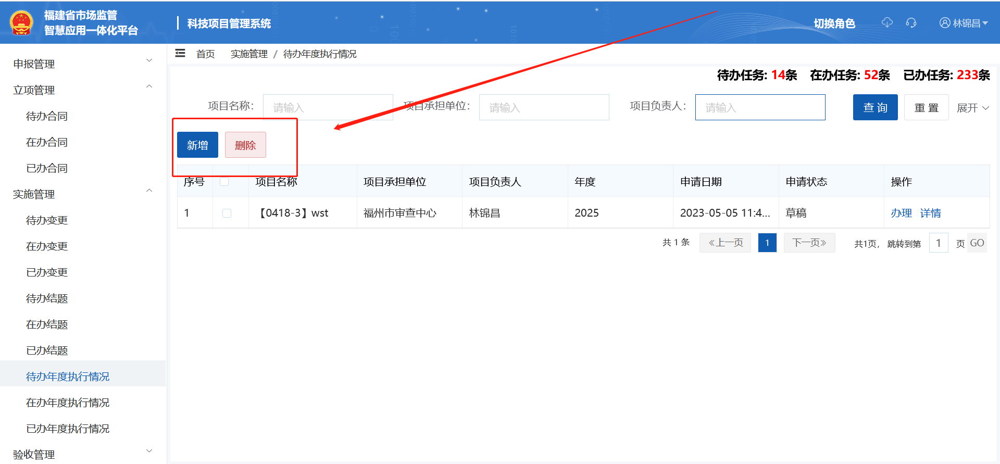 福建省市场监管
智慧应用一体化平台
科技项目管理系统
切换角色
林锦昌
首页 实施管理 / 待办年度执行情况
待办任务: 14条 在办任务: 52条 已办任务: 233条
申报管理
立项管理
待办合同
在办合同
已办合同
实施管理
待办变更
在办变更
已办变更
待办结题
在办结题
已办结题
待办年度执行情况
在办年度执行情况
已办年度执行情况
验收管理
项目名称： 请输入 项目承担单位： 请输入 项目负责人： 请输入 查询 重置 展开
新增 删除
序号 项目名称 项目承担单位 项目负责人 年度 申请日期 申请状态 操作
1 【0418-3】wst 福州市审查中心 林锦昌 2025 2023-05-05 11:4... 草稿 办理 详情
共 1 条 «上一页 1 下一页» 共1页， 跳转到第 1 页 GO